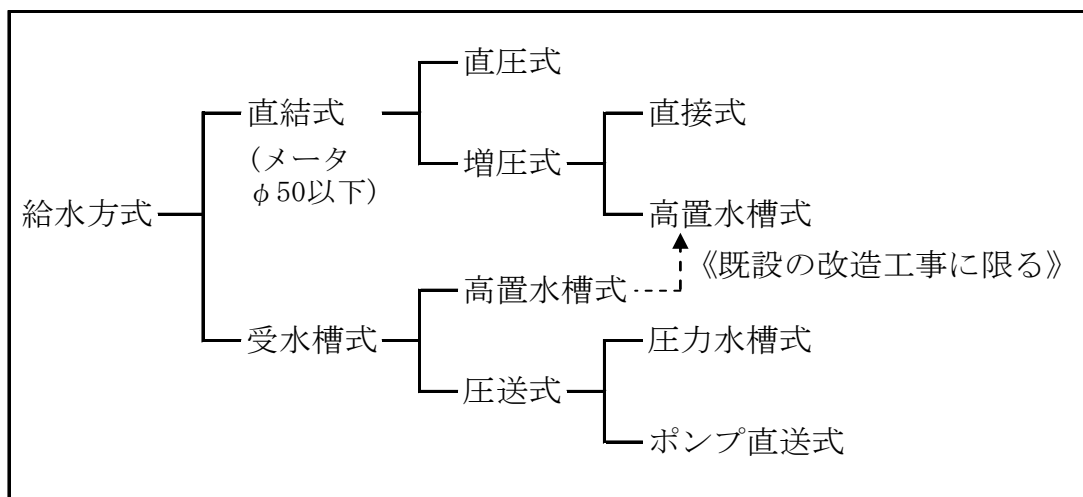 直圧式
直結式
直接式
(メータ
φ50以下)
増圧式
給水方式
高置水槽式
《既設の改造工事に限る》
高置水槽式
受水槽式
圧力水槽式
圧送式
ポンプ直送式